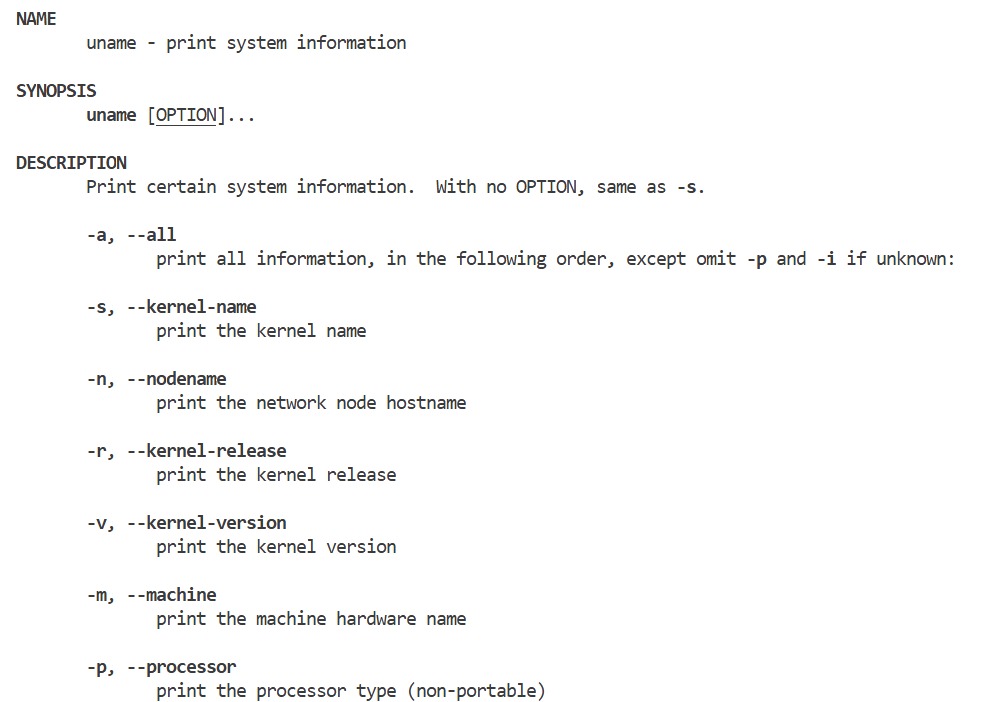 NAME
uname - print system information
SYNOPSIS
uname [OPTION]...
DESCRIPTION
Print certain system information.  With no OPTION, same as -s.
-a, --all
print all information, in the following order, except omit -p and -i if unknown:
-s, --kernel-name
print the kernel name
-n, --nodename
print the network node hostname
-r, --kernel-release
print the kernel release
-v, --kernel-version
print the kernel version
-m, --machine
print the machine hardware name
-p, --processor
print the processor type (non-portable)